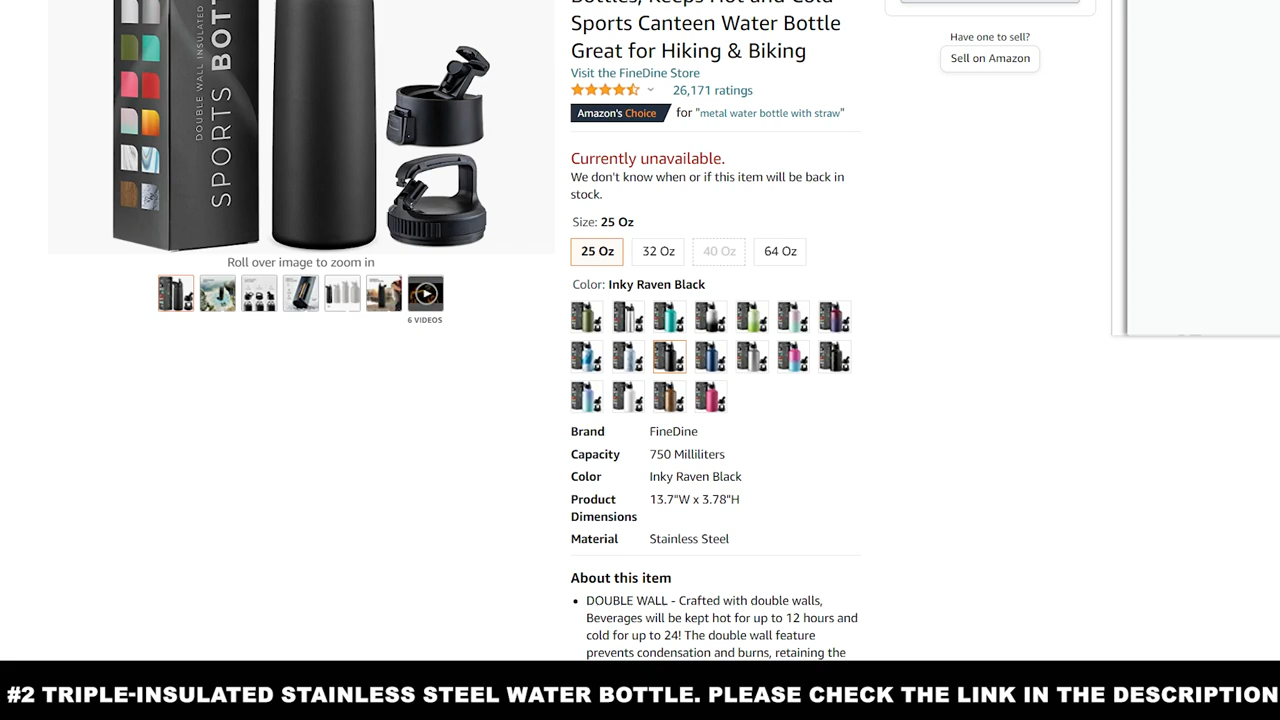 Bottles, Keeps Hot and Cold
Sports Canteen Water Bottle
Great for Hiking & Biking
Visit the FineDine Store
26,171 ratings
Amazon's Choice for "metal water bottle with straw"
Have one to sell?
Sell on Amazon
DOUBLE WALL INSULATED
SPORTS BOTT
Currently unavailable.
We don't know when or if this item will be back in
stock.
Size: 25 Oz
25 Oz 32 Oz 40 Oz 64 Oz
Roll over image to zoom in
6 VIDEOS
Color: Inky Raven Black
Brand FineDine
Capacity 750 Milliliters
Color Inky Raven Black
Product 13.7"W x 3.78"H
Dimensions
Material Stainless Steel
About this item
• DOUBLE WALL - Crafted with double walls,
Beverages will be kept hot for up to 12 hours and
cold for up to 24! The double wall feature
prevents condensation and burns, retaining the
#2 TRIPLE-INSULATED STAINLESS STEEL WATER BOTTLE. PLEASE CHECK THE LINK IN THE DESCRIPTION